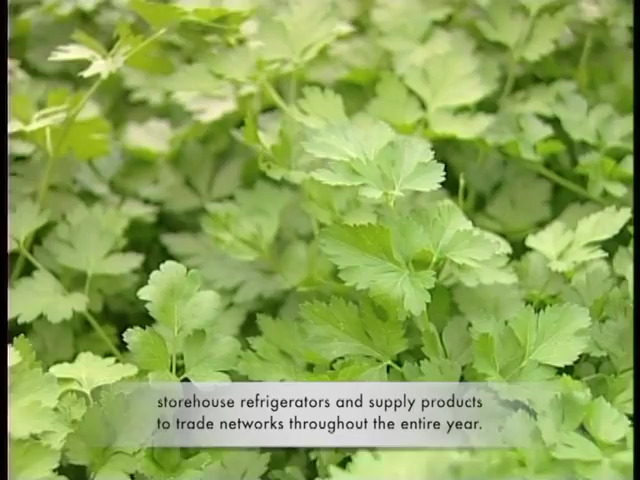 storehouse refrigerators and supply products
to trade networks throughout the entire year.